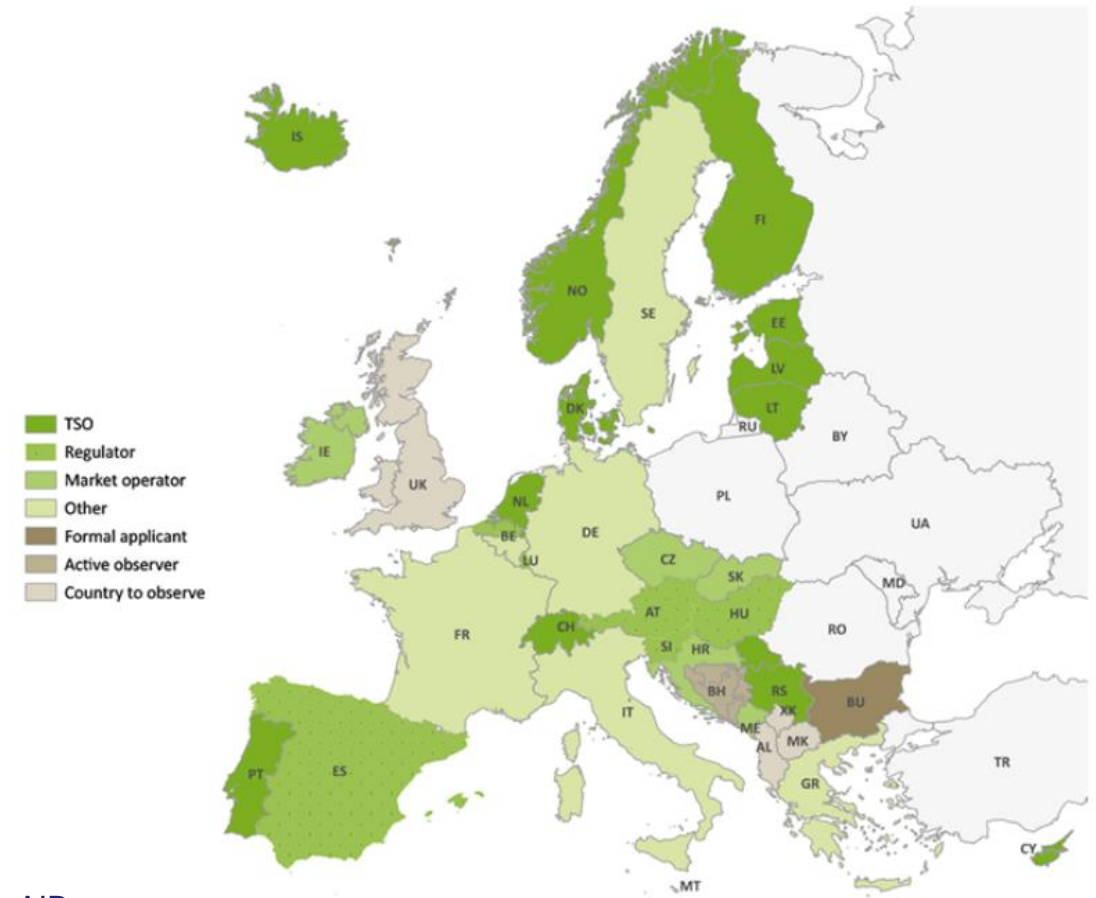 IS
FI
NO
SE
EE
LV
LT
DK
RU
BY
IE
UK
NL
PL
BE
DE
LU
UA
CZ
SK
MD
AT
HU
CH
FR
RO
SI
HR
BH
RS
BU
IT
XK
ME
MK
AL
TR
PT
ES
GR
CY
MT
TSO
Regulator
Market operator
Other
Formal applicant
Active observer
Country to observe